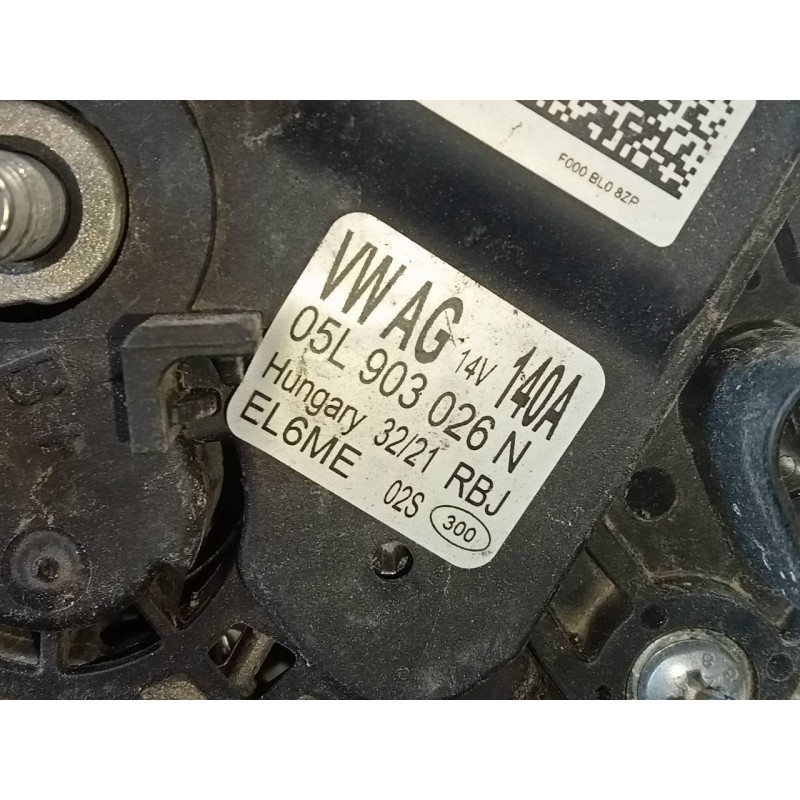 F000 BL0 8ZP
VW AG 14V 140A
05L 903 026 N
Hungary 32/21 RBJ
EL6ME 02S 300
B+